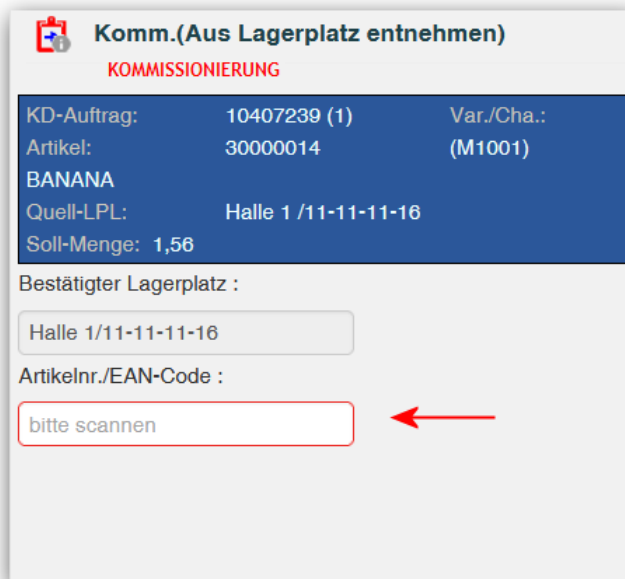 Komm.(Aus Lagerplatz entnehmen)
KOMMISSIONIERUNG
KD-Auftrag: 10407239 (1) Var./Cha.:
Artikel: 30000014 (M1001)
BANANA
Quell-LPL: Halle 1 /11-11-11-16
Soll-Menge: 1,56
Bestätigter Lagerplatz :
Halle 1/11-11-11-16
Artikelnr./EAN-Code :
bitte scannen